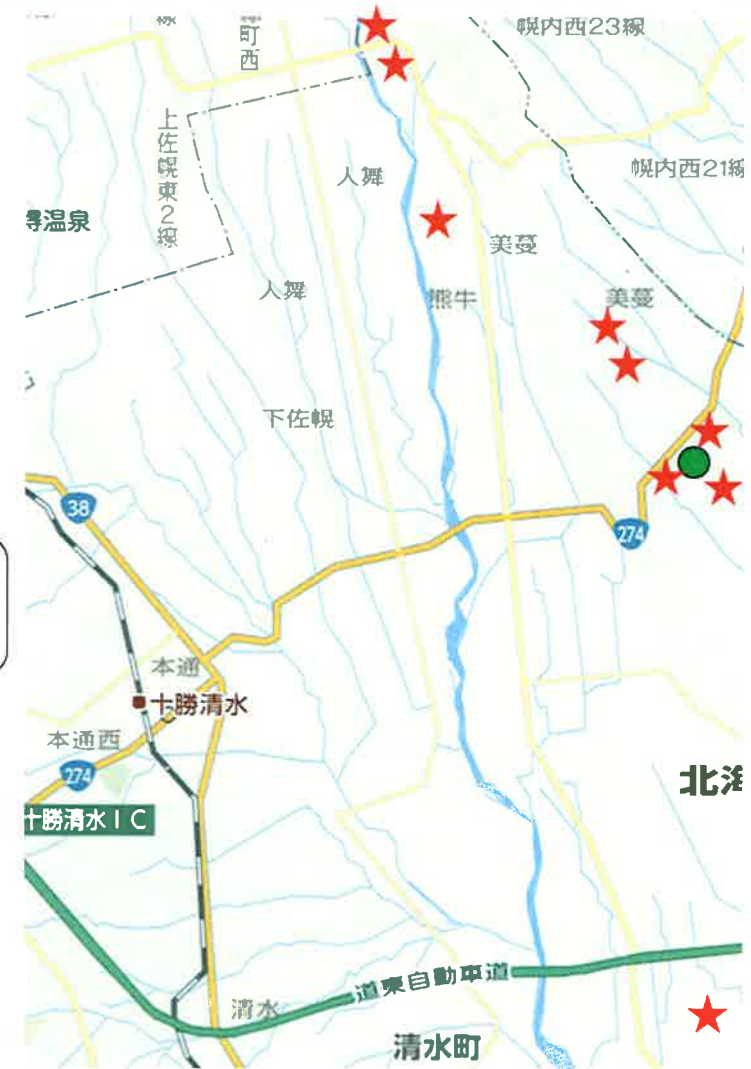 町西
幌内西23線
上佐幌東2線
人舞
幌内西21線
温泉
美蔓
人舞
熊牛
美蔓
下佐幌
38
274
本通
十勝清水
本通西
274
北海
十勝清水IC
道東自動車道
清水
清水町